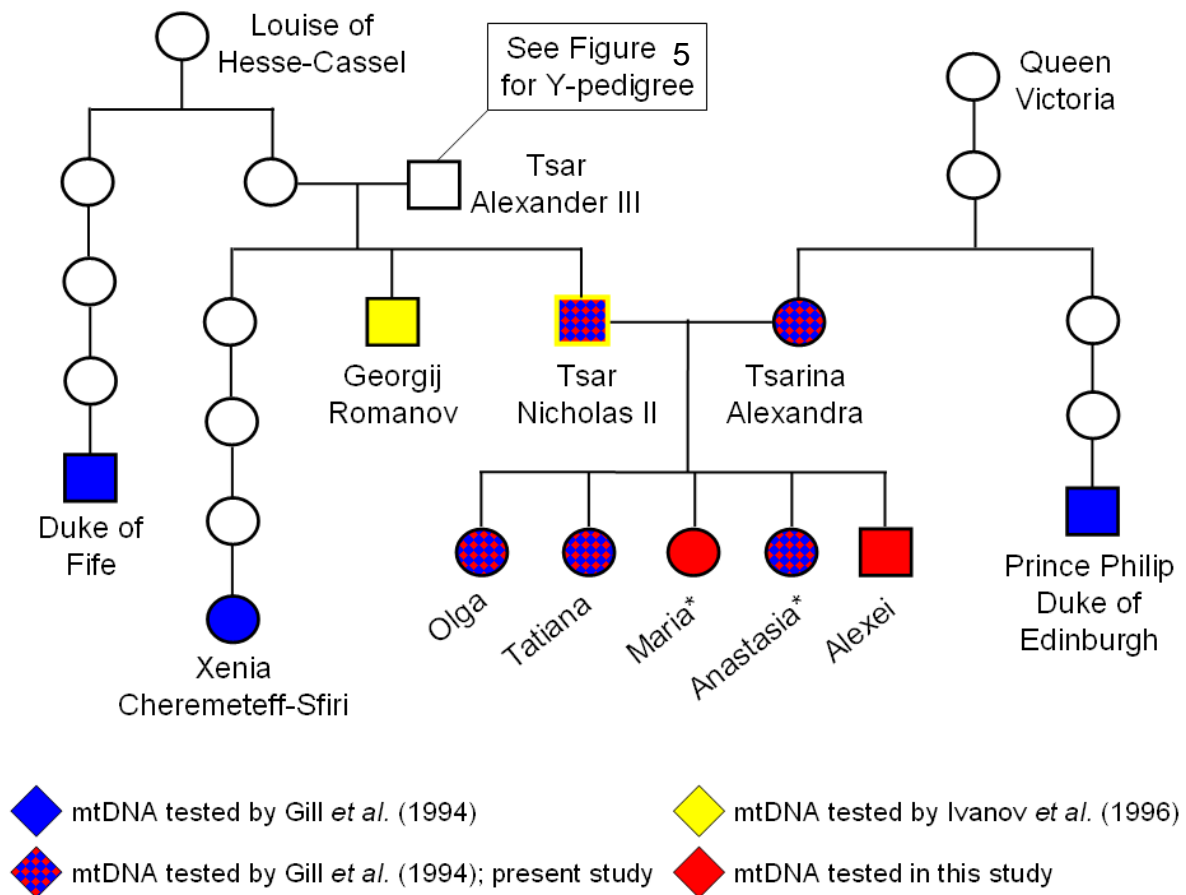 Louise of
Hesse-Cassel
See Figure 5
for Y-pedigree
Queen
Victoria
Tsar
Alexander III
Georgij
Romanov
Tsar
Nicholas II
Tsarina
Alexandra
Duke of
Fife
Xenia
Cheremeteff-Sfiri
Olga
Tatiana
Maria*
Anastasia*
Alexei
Prince Philip
Duke of
Edinburgh
mtDNA tested by Gill et al. (1994)
mtDNA tested by Ivanov et al. (1996)
mtDNA tested by Gill et al. (1994); present study
mtDNA tested in this study